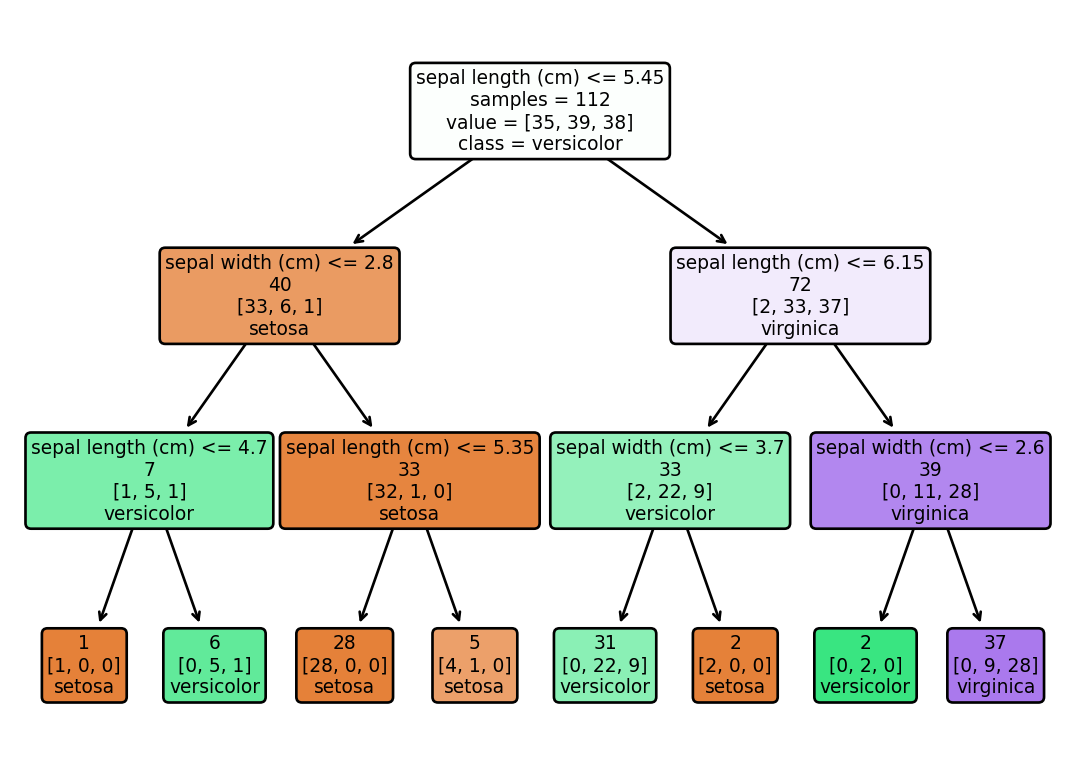 sepal length (cm) <= 5.45
samples = 112
value = [35, 39, 38]
class = versicolor
sepal width (cm) <= 2.8
40
[33, 6, 1]
setosa
sepal length (cm) <= 6.15
72
[2, 33, 37]
virginica
sepal length (cm) <= 4.7
7
[1, 5, 1]
versicolor
sepal length (cm) <= 5.35
33
[32, 1, 0]
setosa
sepal width (cm) <= 3.7
33
[2, 22, 9]
versicolor
sepal width (cm) <= 2.6
39
[0, 11, 28]
virginica
1
[1, 0, 0]
setosa
6
[0, 5, 1]
versicolor
28
[28, 0, 0]
setosa
5
[4, 1, 0]
setosa
31
[0, 22, 9]
versicolor
2
[2, 0, 0]
setosa
2
[0, 2, 0]
versicolor
37
[0, 9, 28]
virginica